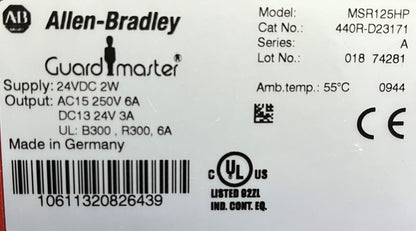 AB Allen-Bradley
Guardmaster
Supply: 24VDC 2W
Output: AC15 250V 6A
DC13 24V 3A
UL: B300 , R300, 6A
Made in Germany
10611320826439
Model: MSR125HP
Cat No.: 440R-D23171
Series: A
Lot No.: 018 74281
Amb.temp.: 55°C 0944
C UL US
LISTED 92ZL
IND. CONT. EQ.